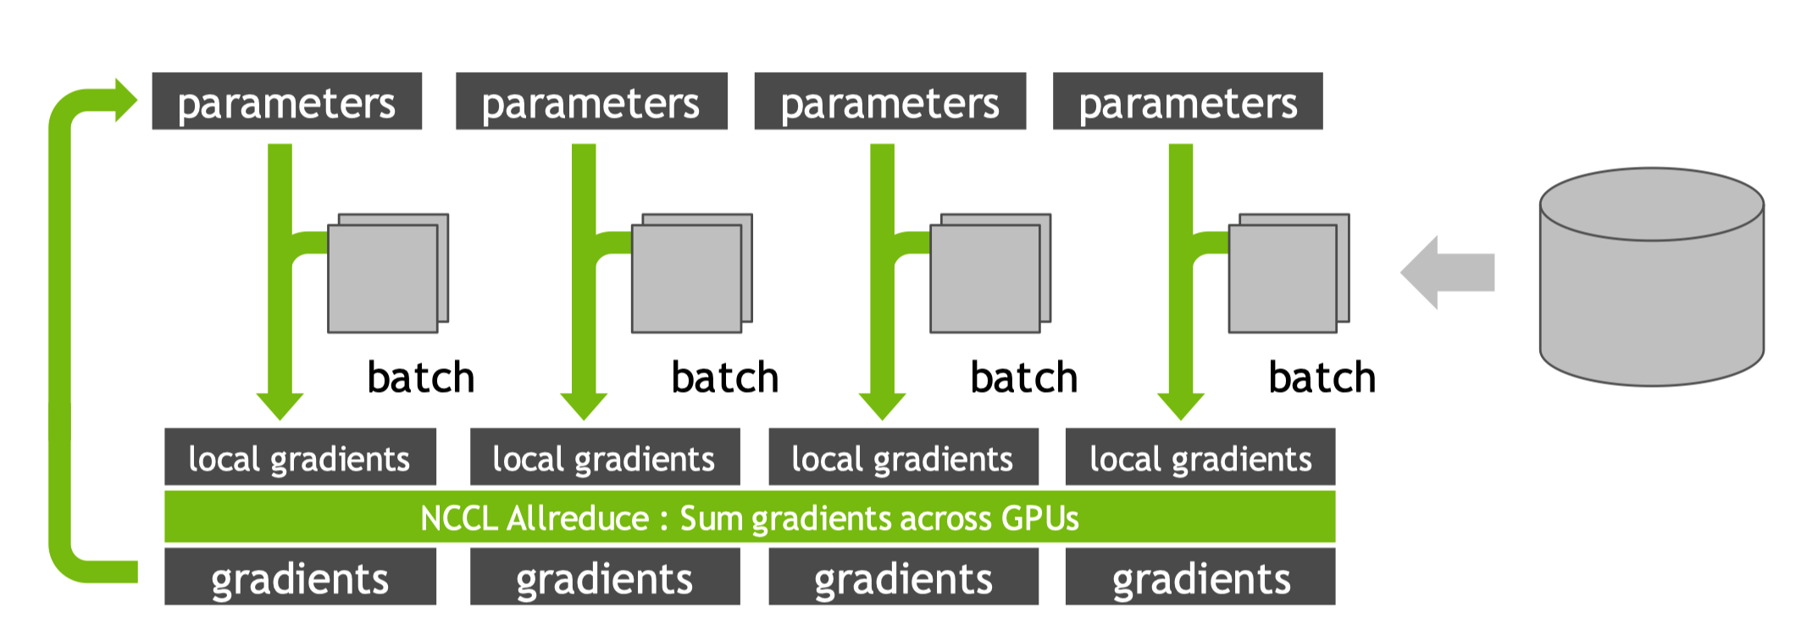 parameters parameters parameters parameters
batch batch batch batch
local gradients local gradients local gradients local gradients
NCCL Allreduce : Sum gradients across GPUs
gradients gradients gradients gradients